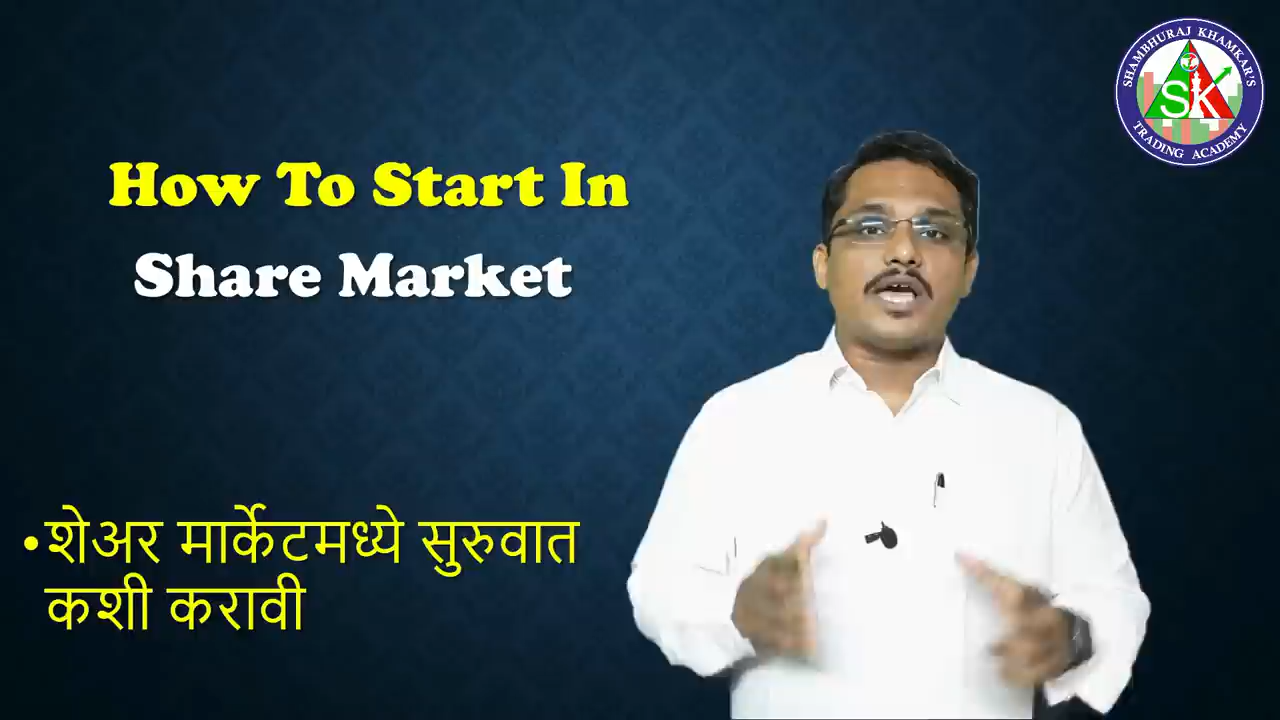 How To Start In
Share Market
•शेअर मार्केटमध्ये सुरुवात
कशी करावी
SHAMBHURAJ KHAMKAR'S
SK
TRADING ACADEMY